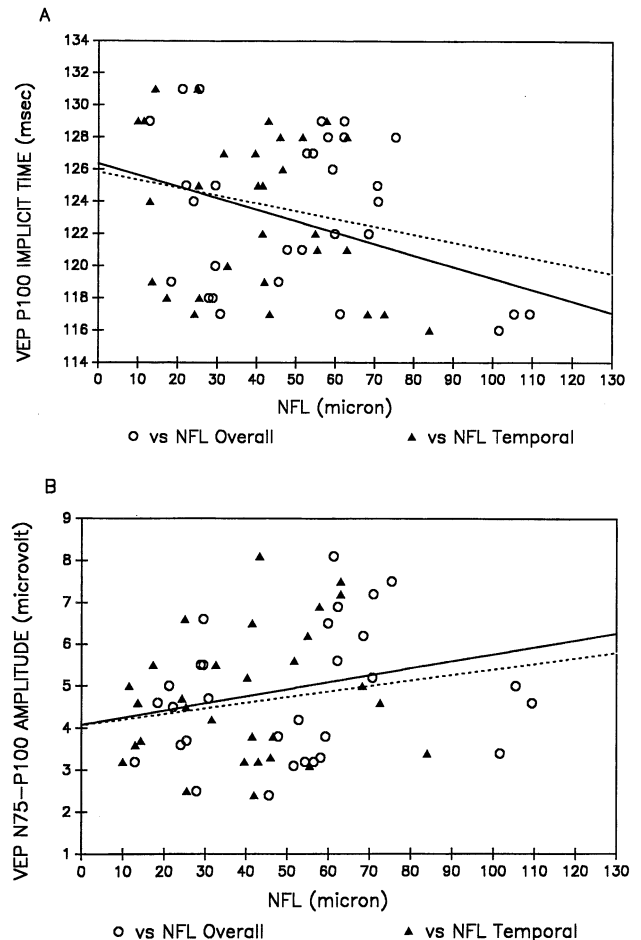 A
VEP P100 IMPLICIT TIME (msec)
134
132
130
128
126
124
122
120
118
116
114
0 10 20 30 40 50 60 70 80 90 100 110 120 130
NFL (micron)
vs NFL Overall vs NFL Temporal
B
VEP N75-P100 AMPLITUDE (microvolt)
9
8
7
6
5
4
3
2
1
0 10 20 30 40 50 60 70 80 90 100 110 120 130
NFL (micron)
vs NFL Overall vs NFL Temporal